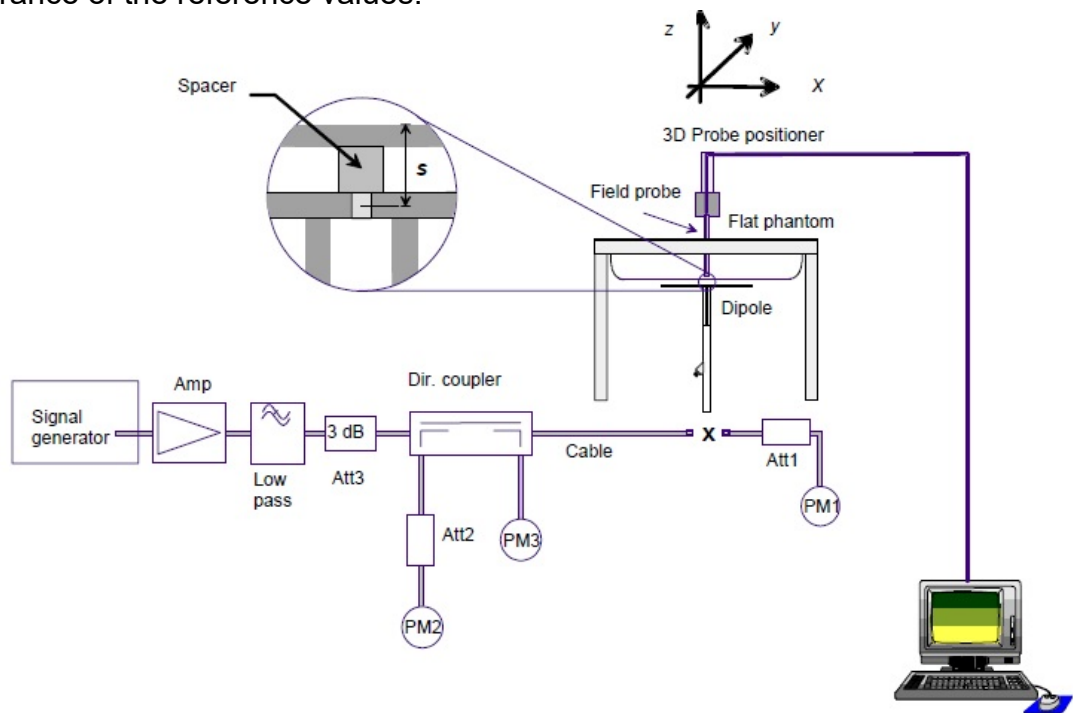 rance of the reference values.
z
y
X
Spacer
s
3D Probe positioner
Field probe
Flat phantom
Dipole
Dir. coupler
Amp
Signal
generator
3 dB
X
Cable
Att1
Low
pass
Att3
Att2
PM1
PM3
PM2